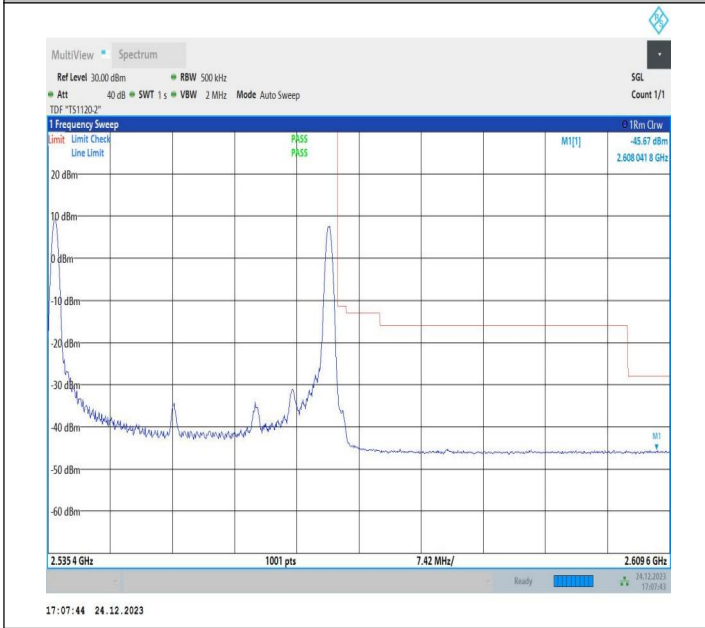 MultiView Spectrum
Ref Level 30.00 dBm RBW 500 kHz SGL
Att 40 dB SWT 1 s VBW 2 MHz Mode Auto Sweep Count 1/1
TDF "TS1120-2"
1 Frequency Sweep 1Rm Clrw
Limit Limit Check PASS M1[1] -45.67 dBm
Line Limit PASS 2.608 041 8 GHz
20 dBm
10 dBm
0 dBm
-10 dBm
-20 dBm
-30 dBm
-40 dBm
M1
-50 dBm
-60 dBm
2.535 4 GHz 1001 pts 7.42 MHz/ 2.609 6 GHz
Ready 24.12.2023
17:07:43
17:07:44 24.12.2023